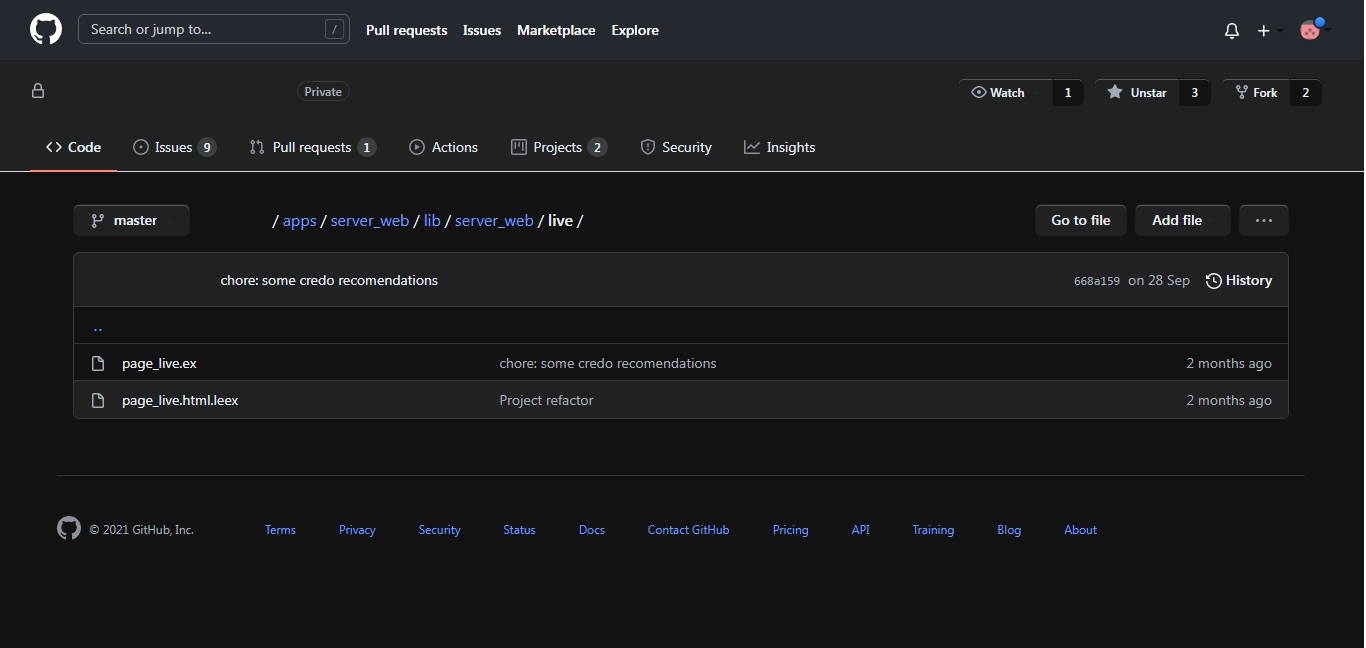 Search or jump to... /
Pull requests Issues Marketplace Explore
Private
Watch 1 Unstar 3 Fork 2
Code Issues 9 Pull requests 1 Actions Projects 2 Security Insights
master / apps / server_web / lib / server_web / live / Go to file Add file ...
chore: some credo recomendations 668a159 on 28 Sep History
..
page_live.ex chore: some credo recomendations 2 months ago
page_live.html.leex Project refactor 2 months ago
© 2021 GitHub, Inc. Terms Privacy Security Status Docs Contact GitHub Pricing API Training Blog About